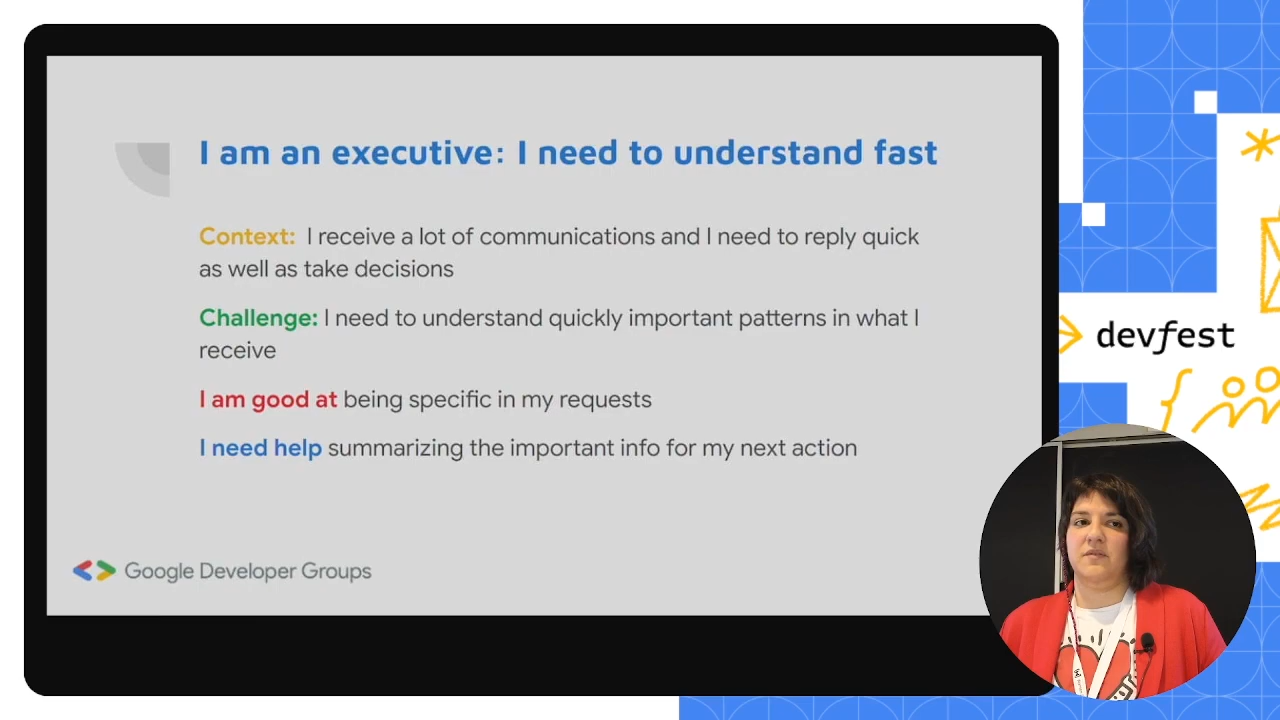 I am an executive: I need to understand fast
Context: I receive a lot of communications and I need to reply quick
as well as take decisions
Challenge: I need to understand quickly important patterns in what I
receive
I am good at being specific in my requests
I need help summarizing the important info for my next action
Google Developer Groups
devfest